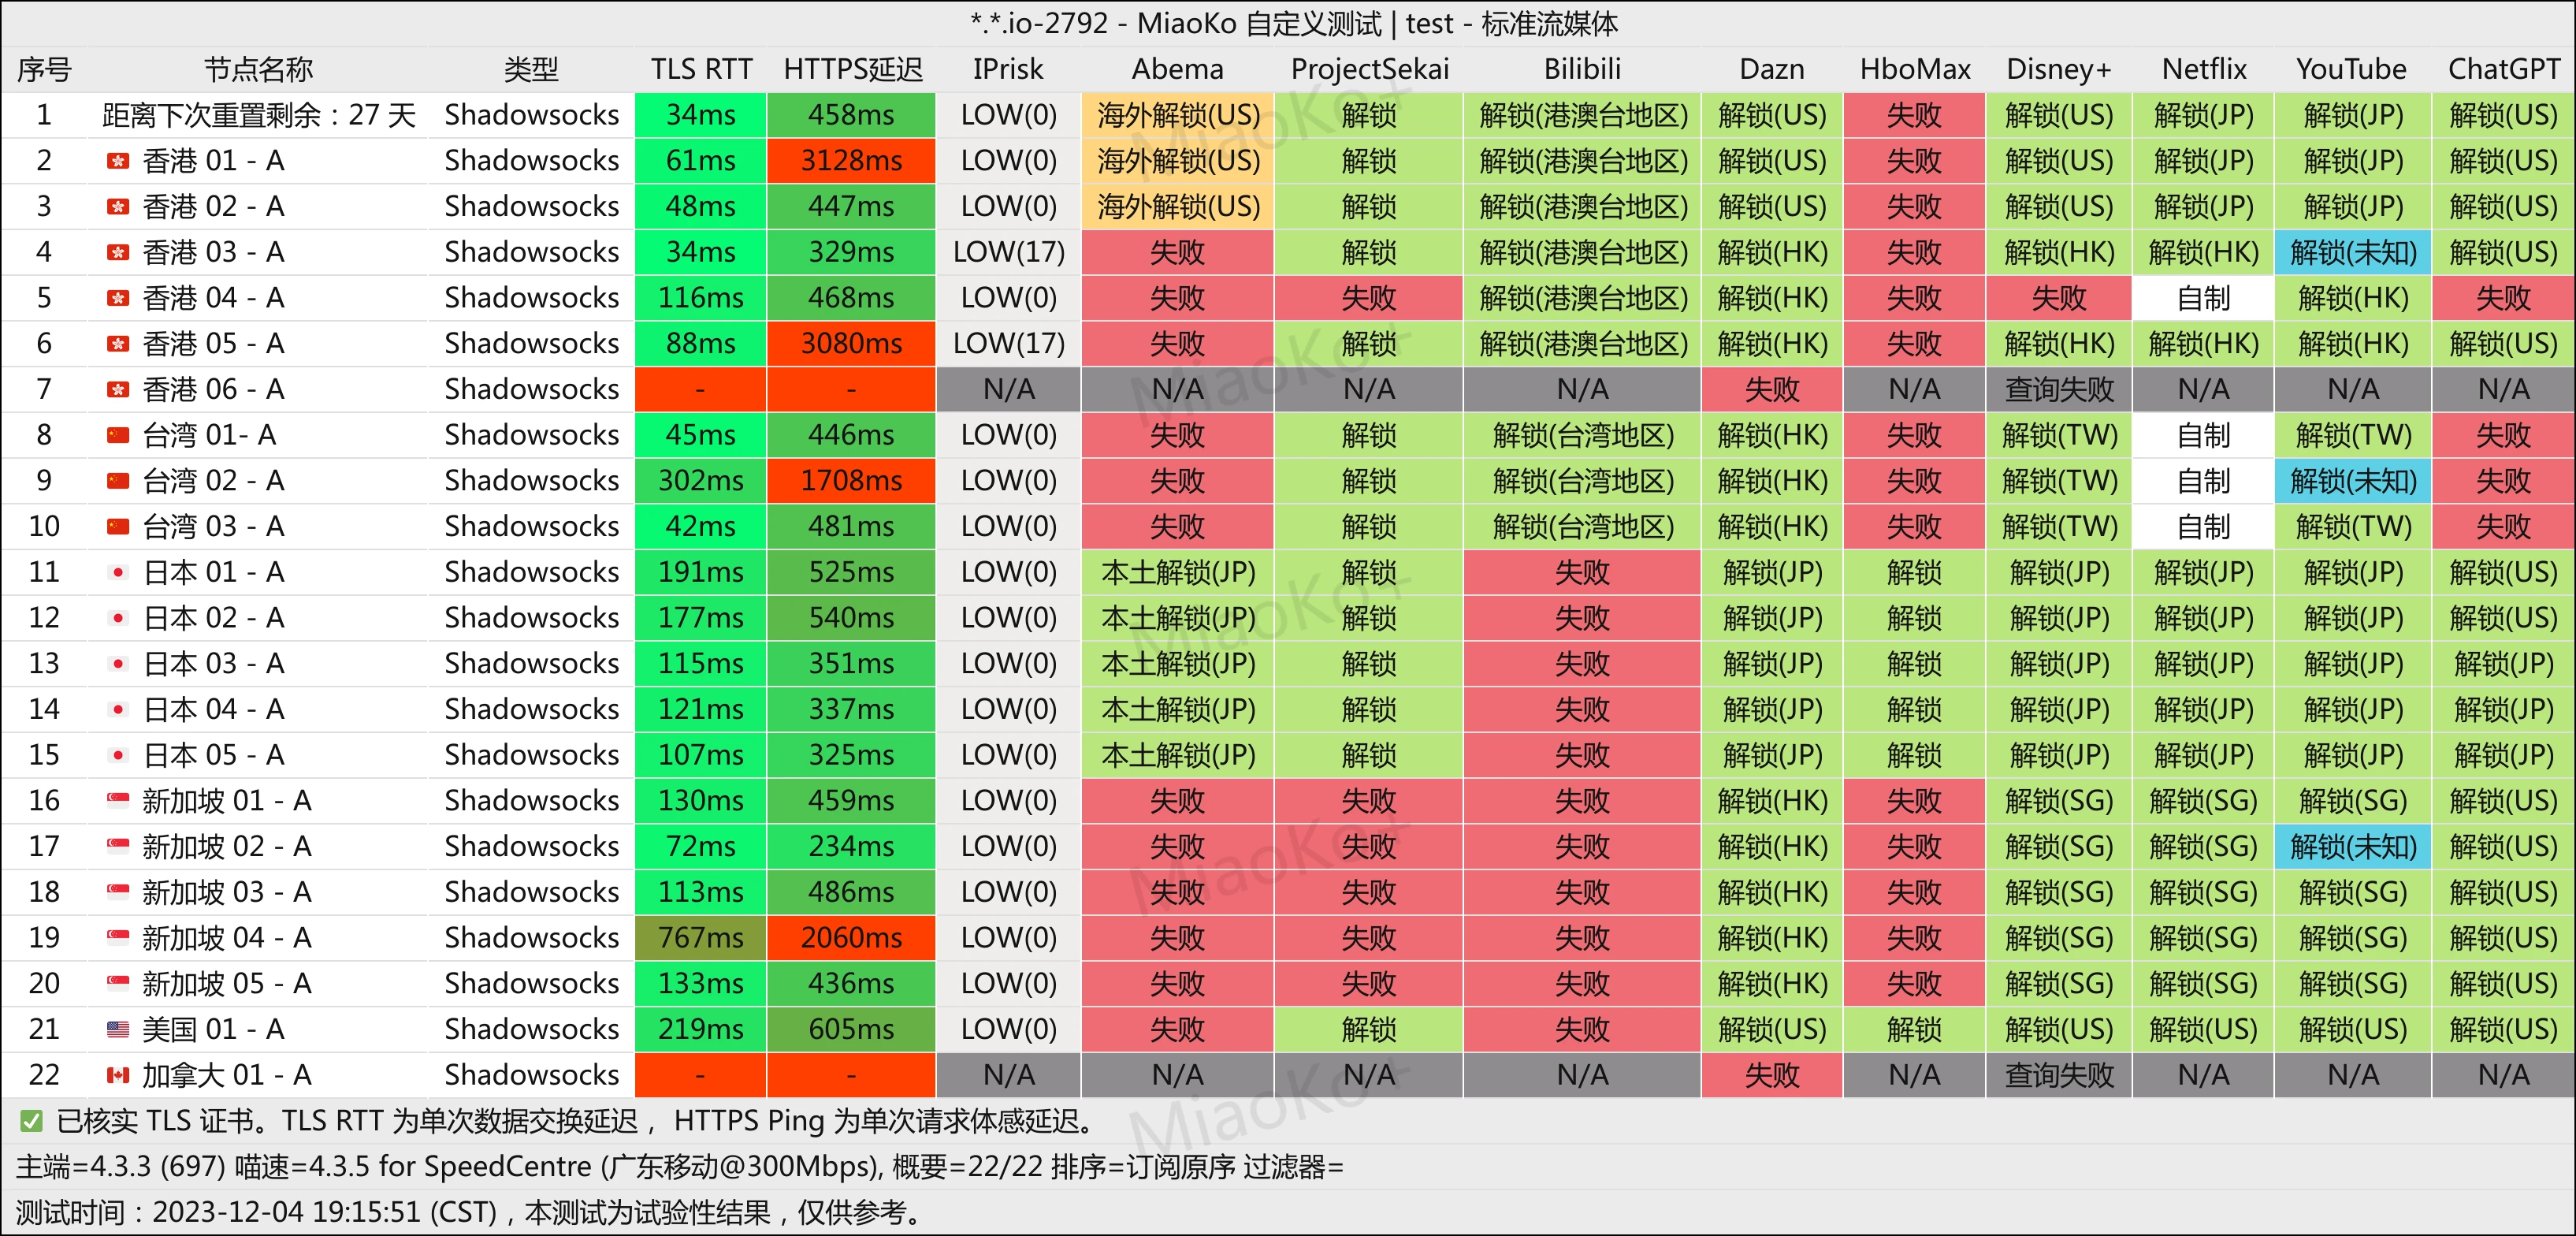 *.*.io-2792 - MiaoKo 自定义测试 | test - 标准流媒体
序号 节点名称 类型 TLS RTT HTTPS延迟 IPrisk Abema ProjectSekai Bilibili Dazn HboMax Disney+ Netflix YouTube ChatGPT
1 距离下次重置剩余：27 天 Shadowsocks 34ms 458ms LOW(0) 海外解锁(US) 解锁 解锁(港澳台地区) 解锁(US) 失败 解锁(US) 解锁(JP) 解锁(JP) 解锁(US)
2 香港 01 - A Shadowsocks 61ms 3128ms LOW(0) 海外解锁(US) 解锁 解锁(港澳台地区) 解锁(US) 失败 解锁(US) 解锁(JP) 解锁(JP) 解锁(US)
3 香港 02 - A Shadowsocks 48ms 447ms LOW(0) 海外解锁(US) 解锁 解锁(港澳台地区) 解锁(US) 失败 解锁(US) 解锁(JP) 解锁(JP) 解锁(US)
4 香港 03 - A Shadowsocks 34ms 329ms LOW(17) 失败 解锁 解锁(港澳台地区) 解锁(HK) 失败 解锁(HK) 解锁(HK) 解锁(未知) 解锁(US)
5 香港 04 - A Shadowsocks 116ms 468ms LOW(0) 失败 失败 解锁(港澳台地区) 解锁(HK) 失败 失败 自制 解锁(HK) 失败
6 香港 05 - A Shadowsocks 88ms 3080ms LOW(17) 失败 解锁 解锁(港澳台地区) 解锁(HK) 失败 解锁(HK) 解锁(HK) 解锁(HK) 解锁(US)
7 香港 06 - A Shadowsocks - - N/A N/A N/A N/A 失败 N/A 查询失败 N/A N/A N/A
8 台湾 01- A Shadowsocks 45ms 446ms LOW(0) 失败 解锁 解锁(台湾地区) 解锁(HK) 失败 解锁(TW) 自制 解锁(TW) 失败
9 台湾 02 - A Shadowsocks 302ms 1708ms LOW(0) 失败 解锁 解锁(台湾地区) 解锁(HK) 失败 解锁(TW) 自制 解锁(未知) 失败
10 台湾 03 - A Shadowsocks 42ms 481ms LOW(0) 失败 解锁 解锁(台湾地区) 解锁(HK) 失败 解锁(TW) 自制 解锁(TW) 失败
11 日本 01 - A Shadowsocks 191ms 525ms LOW(0) 本土解锁(JP) 解锁 失败 解锁(JP) 解锁 解锁(JP) 解锁(JP) 解锁(JP) 解锁(US)
12 日本 02 - A Shadowsocks 177ms 540ms LOW(0) 本土解锁(JP) 解锁 失败 解锁(JP) 解锁 解锁(JP) 解锁(JP) 解锁(JP) 解锁(US)
13 日本 03 - A Shadowsocks 115ms 351ms LOW(0) 本土解锁(JP) 解锁 失败 解锁(JP) 解锁 解锁(JP) 解锁(JP) 解锁(JP) 解锁(JP)
14 日本 04 - A Shadowsocks 121ms 337ms LOW(0) 本土解锁(JP) 解锁 失败 解锁(JP) 解锁 解锁(JP) 解锁(JP) 解锁(JP) 解锁(JP)
15 日本 05 - A Shadowsocks 107ms 325ms LOW(0) 本土解锁(JP) 解锁 失败 解锁(JP) 解锁 解锁(JP) 解锁(JP) 解锁(JP) 解锁(JP)
16 新加坡 01 - A Shadowsocks 130ms 459ms LOW(0) 失败 失败 失败 解锁(HK) 失败 解锁(SG) 解锁(SG) 解锁(SG) 解锁(US)
17 新加坡 02 - A Shadowsocks 72ms 234ms LOW(0) 失败 失败 失败 解锁(HK) 失败 解锁(SG) 解锁(SG) 解锁(未知) 解锁(US)
18 新加坡 03 - A Shadowsocks 113ms 486ms LOW(0) 失败 失败 失败 解锁(HK) 失败 解锁(SG) 解锁(SG) 解锁(SG) 解锁(US)
19 新加坡 04 - A Shadowsocks 767ms 2060ms LOW(0) 失败 失败 失败 解锁(HK) 失败 解锁(SG) 解锁(SG) 解锁(SG) 解锁(US)
20 新加坡 05 - A Shadowsocks 133ms 436ms LOW(0) 失败 失败 失败 解锁(HK) 失败 解锁(SG) 解锁(SG) 解锁(SG) 解锁(US)
21 美国 01 - A Shadowsocks 219ms 605ms LOW(0) 失败 解锁 失败 解锁(US) 解锁 解锁(US) 解锁(US) 解锁(US) 解锁(US)
22 加拿大 01 - A Shadowsocks - - N/A N/A N/A N/A 失败 N/A 查询失败 N/A N/A N/A
已核实 TLS 证书。TLS RTT 为单次数据交换延迟， HTTPS Ping 为单次请求体感延迟。
主端=4.3.3 (697) 喵速=4.3.5 for SpeedCentre (广东移动@300Mbps), 概要=22/22 排序=订阅原序 过滤器=
测试时间：2023-12-04 19:15:51 (CST)，本测试为试验性结果，仅供参考。
MiaoKo+
MiaoKo+
MiaoKo+
MiaoKo+
MiaoKo+